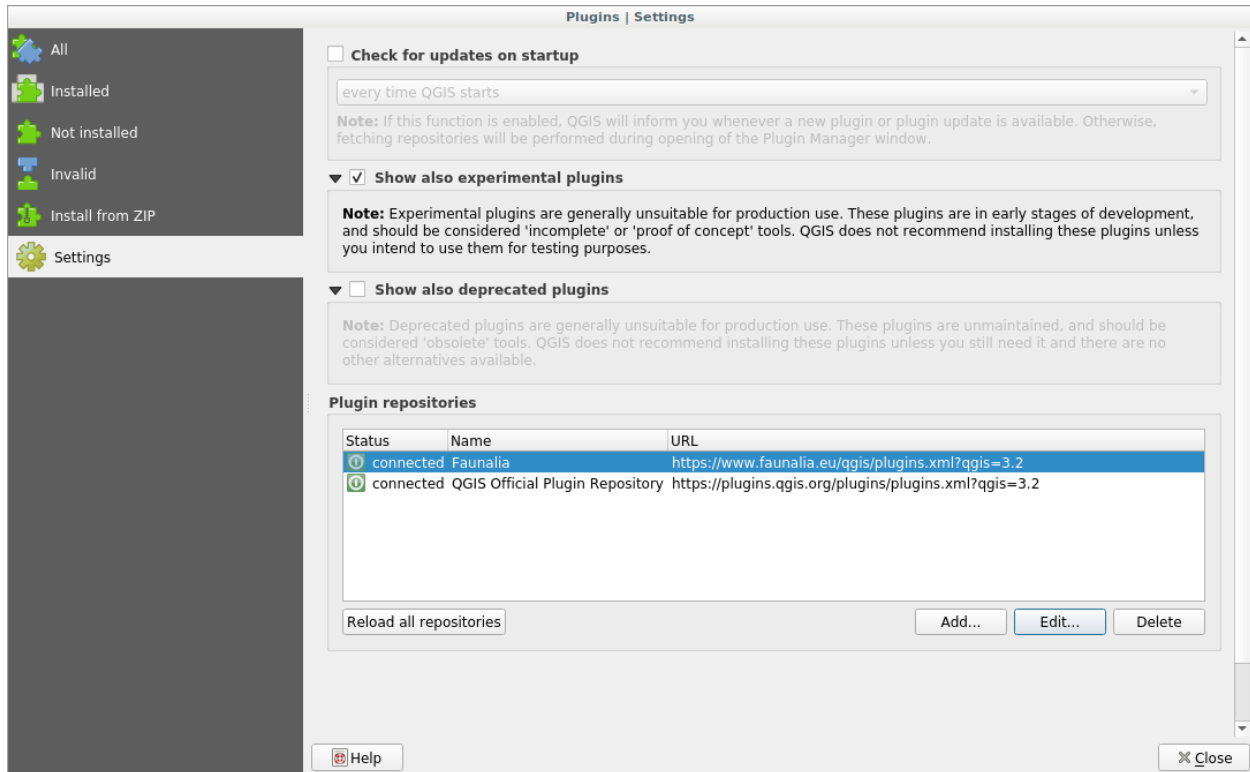 Plugins | Settings
All
Installed
Not installed
Invalid
Install from ZIP
Settings
Check for updates on startup
every time QGIS starts
Note: If this function is enabled, QGIS will inform you whenever a new plugin or plugin update is available. Otherwise,
fetching repositories will be performed during opening of the Plugin Manager window.
Show also experimental plugins
Note: Experimental plugins are generally unsuitable for production use. These plugins are in early stages of development,
and should be considered 'incomplete' or 'proof of concept' tools. QGIS does not recommend installing these plugins unless
you intend to use them for testing purposes.
Show also deprecated plugins
Note: Deprecated plugins are generally unsuitable for production use. These plugins are unmaintained, and should be
considered 'obsolete' tools. QGIS does not recommend installing these plugins unless you still need it and there are no
other alternatives available.
Plugin repositories
Status Name URL
connected Faunalia https://www.faunalia.eu/qgis/plugins.xml?qgis=3.2
connected QGIS Official Plugin Repository https://plugins.qgis.org/plugins/plugins.xml?qgis=3.2
Reload all repositories Add... Edit... Delete
Help Close